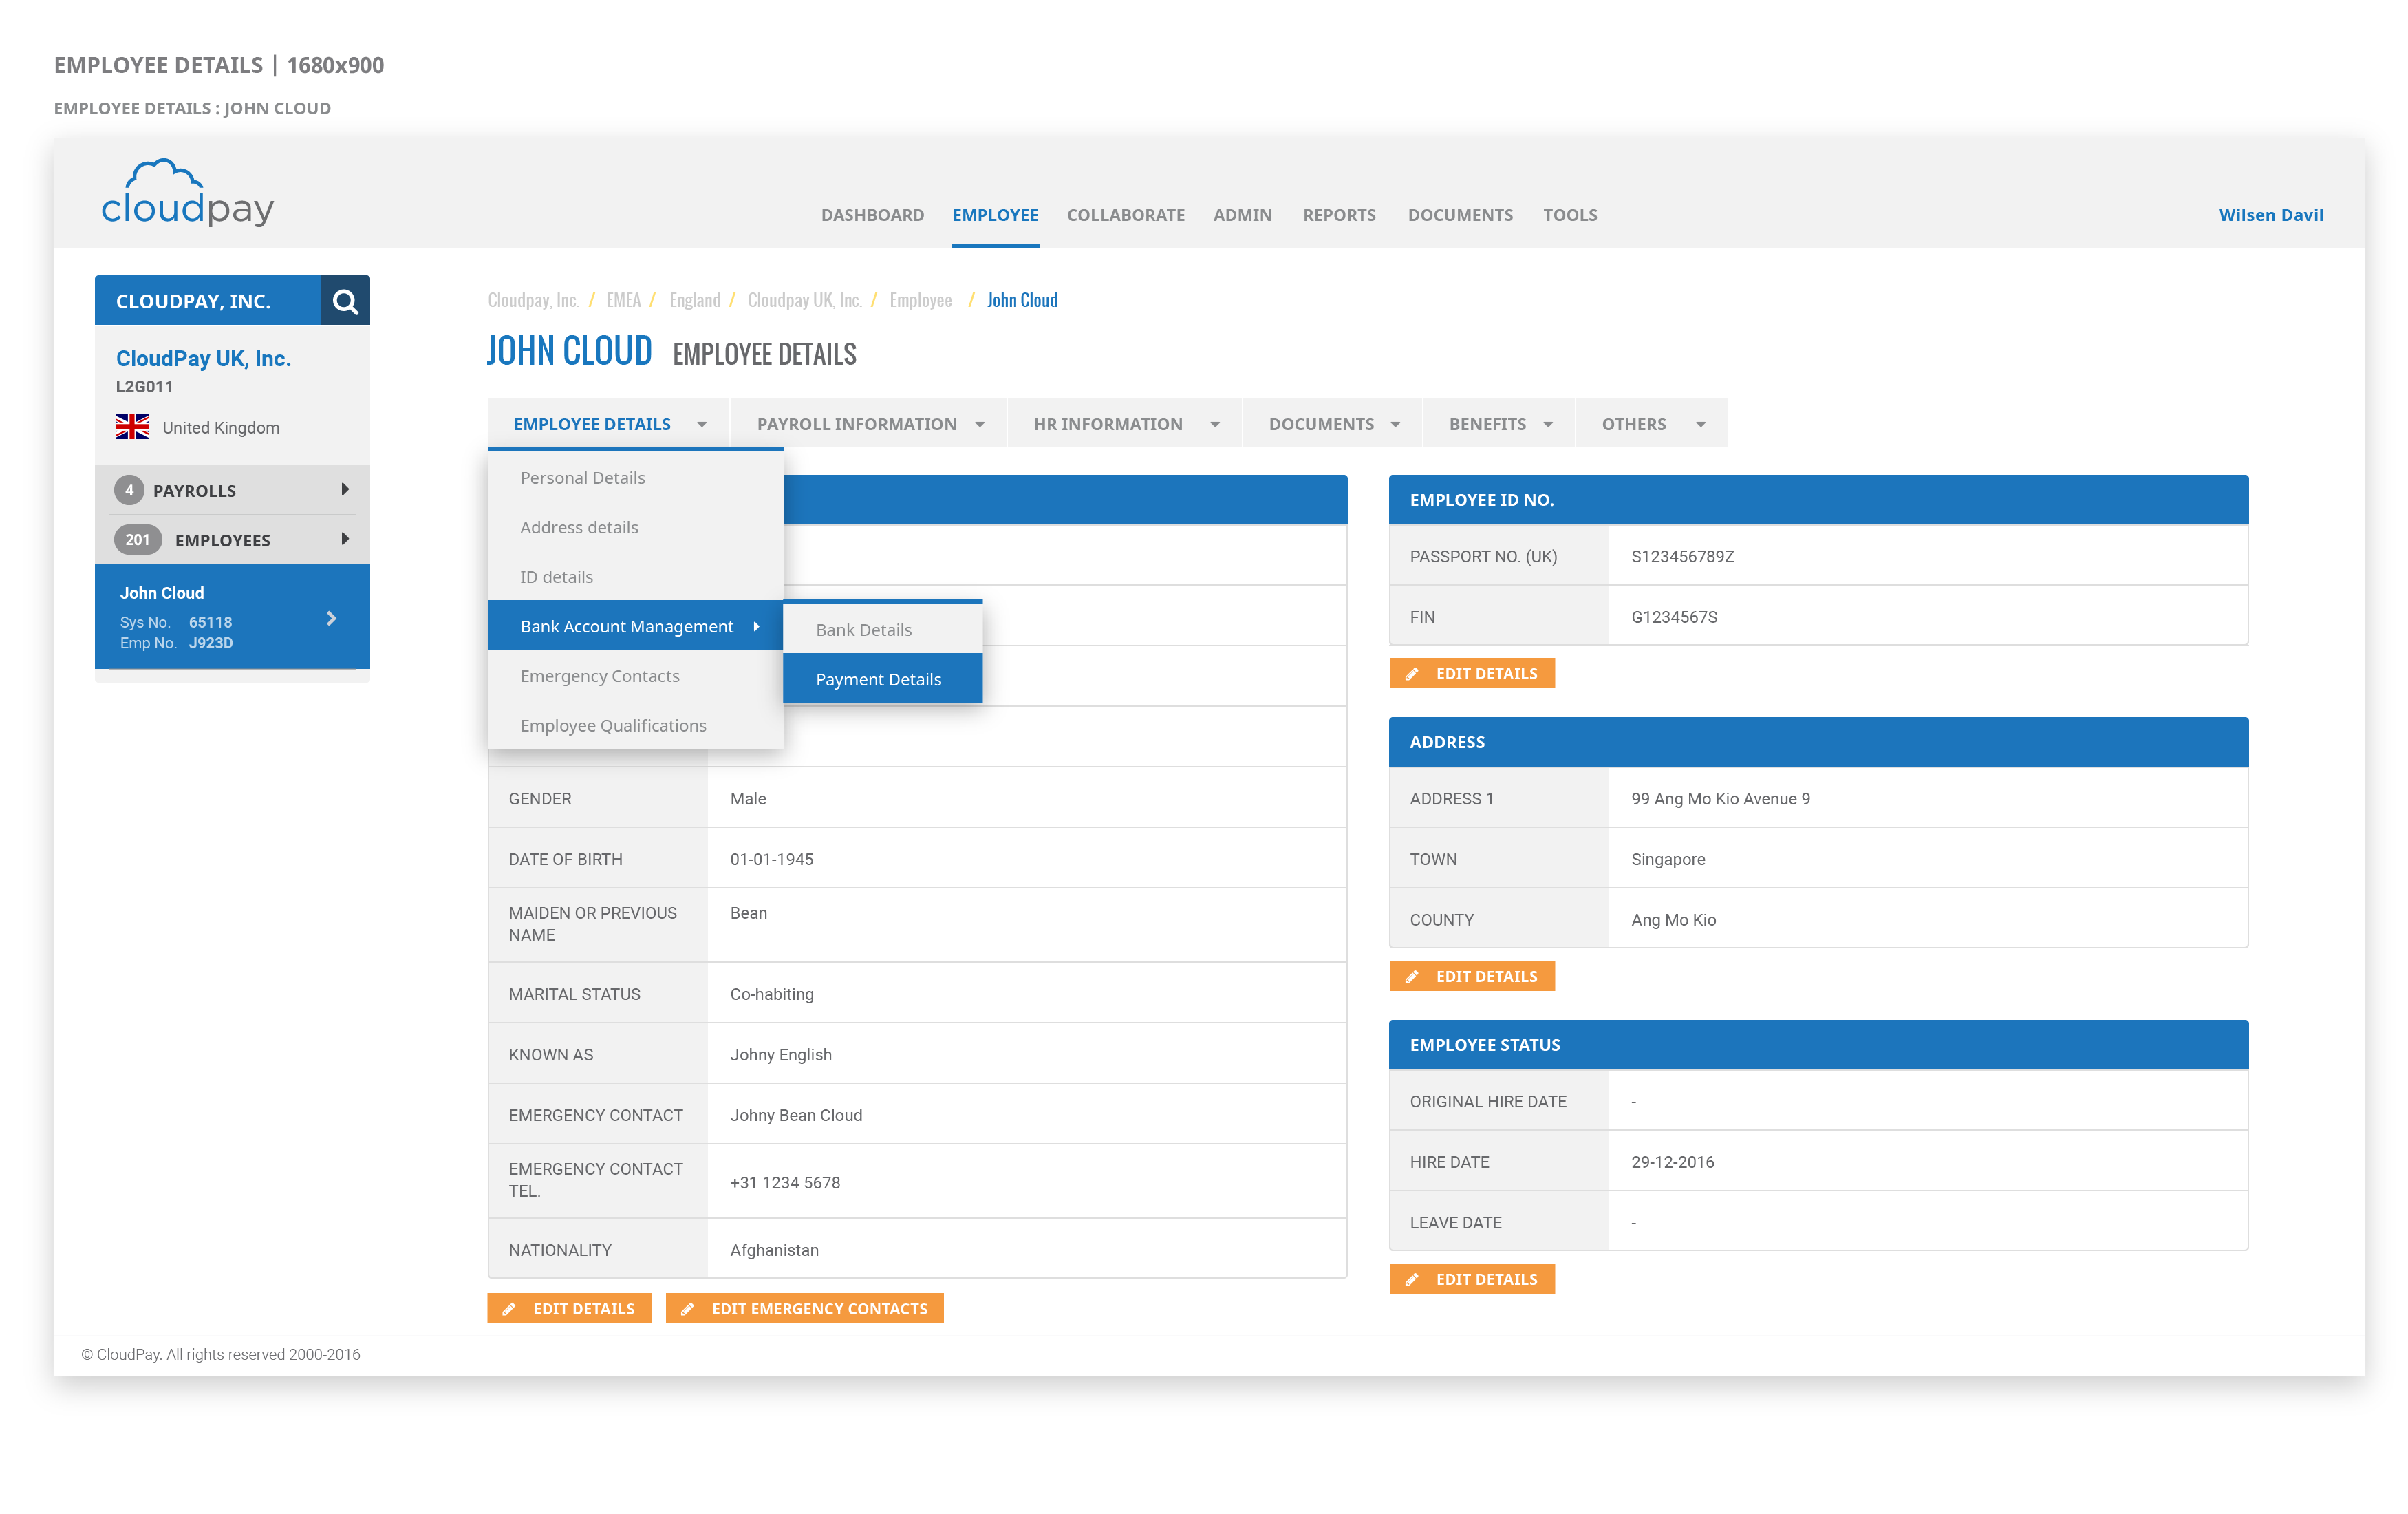 EMPLOYEE DETAILS | 1680x900
EMPLOYEE DETAILS : JOHN CLOUD
cloudpay
DASHBOARD EMPLOYEE COLLABORATE ADMIN REPORTS DOCUMENTS TOOLS
Wilsen Davil
CLOUDPAY, INC.
CloudPay UK, Inc.
L2G011
United Kingdom
4 PAYROLLS
201 EMPLOYEES
John Cloud
Sys No. 65118
Emp No. J923D
Cloudpay, Inc. / EMEA / England / Cloudpay UK, Inc. / Employee / John Cloud
JOHN CLOUD EMPLOYEE DETAILS
EMPLOYEE DETAILS PAYROLL INFORMATION HR INFORMATION DOCUMENTS BENEFITS OTHERS
Personal Details
Address details
ID details
Bank Account Management
Emergency Contacts
Employee Qualifications
Bank Details
Payment Details
GENDER Male
DATE OF BIRTH 01-01-1945
MAIDEN OR PREVIOUS Bean
NAME
MARITAL STATUS Co-habiting
KNOWN AS Johny English
EMERGENCY CONTACT Johny Bean Cloud
EMERGENCY CONTACT
TEL. +31 1234 5678
NATIONALITY Afghanistan
EDIT DETAILS EDIT EMERGENCY CONTACTS
EMPLOYEE ID NO.
PASSPORT NO. (UK) S123456789Z
FIN G1234567S
EDIT DETAILS
ADDRESS
ADDRESS 1 99 Ang Mo Kio Avenue 9
TOWN Singapore
COUNTY Ang Mo Kio
EDIT DETAILS
EMPLOYEE STATUS
ORIGINAL HIRE DATE -
HIRE DATE 29-12-2016
LEAVE DATE -
EDIT DETAILS
© CloudPay. All rights reserved 2000-2016